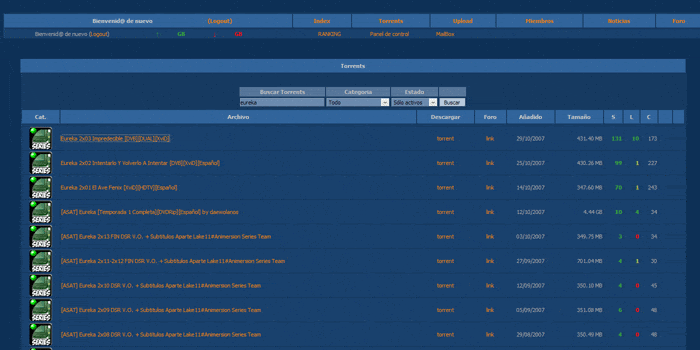 Bienvenid@ de nuevo (Logout) Index Torrents Upload Miembros Noticias Foro
Bienvenid@ de nuevo (Logout) GB GB RANKING Panel de control MailBox
Torrents
Buscar Torrents Categoria Estado
eureka Todo Sólo activos Buscar
Cat. Archivo Descargar Foro Añadido Tamaño S L C
SERIES Eureka 2x03 Impredecible [DVB][DUAL][XviD] torrent link 29/10/2007 431.40 MB 131 10 173
SERIES Eureka 2x02 Intentarlo Y Volverlo A Intentar [DVB][XviD][Español] torrent link 25/10/2007 430.26 MB 99 1 227
SERIES Eureka 2x01 El Ave Fenix [XviD][HDTV][Español] torrent link 14/10/2007 347.66 MB 70 1 243
SERIES [ASAT] Eureka [Temporada 1 Completa][DVDRip][Español] by torrent link 12/10/2007 4.44 GB 10 4 24
SERIES [ASAT] Eureka 2x13 FIN DSR V.O. + Subtitulos Aparte Lake11#Animersion Series Team torrent link 03/10/2007 349.75 MB 3 0 34
SERIES [ASAT] Eureka 2x11-2x12 FIN DSR V.O. + Subtitulos Aparte Lake11#Animersion Series Team torrent link 27/09/2007 701.04 MB 4 1 30
SERIES [ASAT] Eureka 2x10 DSR V.O. + Subtitulos Aparte Lake11#Animersion Series Team torrent link 12/09/2007 350.10 MB 4 0 45
SERIES [ASAT] Eureka 2x09 DSR V.O. + Subtitulos Aparte Lake11#Animersion Series Team torrent link 05/09/2007 351.08 MB 6 0 48
SERIES [ASAT] Eureka 2x08 DSR V.O. + Subtitulos Aparte Lake11#Animersion Series Team torrent link 29/08/2007 350.49 MB 4 0 48